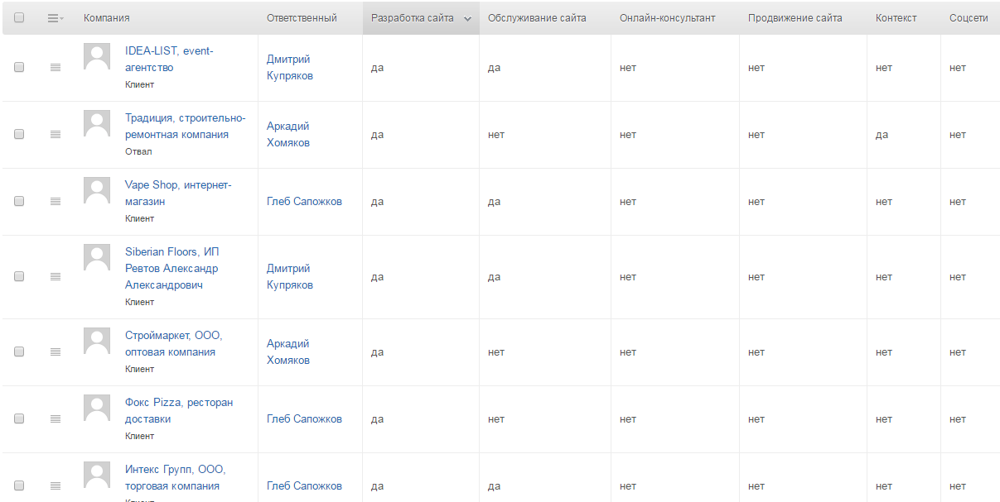 Компания Ответственный Разработка сайта Обслуживание сайта Онлайн-консультант Продвижение сайта Контекст Соцсети
IDEA-LIST, event-
агентство
Клиент
Дмитрий
Купряков
да да нет нет нет нет
Традиция, строительно-
ремонтная компания
Отвал
Аркадий
Хомяков
да нет нет нет да нет
Vape Shop, интернет-
магазин
Клиент
Глеб Сапожков
да да нет нет нет нет
Siberian Floors, ИП
Ревтов Александр
Александрович
Клиент
Дмитрий
Купряков
да да нет нет нет нет
Строймаркет, ООО,
оптовая компания
Клиент
Аркадий
Хомяков
да нет нет нет нет нет
Фокс Pizza, ресторан
доставки
Клиент
Глеб Сапожков
да нет нет нет нет нет
Интекс Групп, ООО,
торговая компания
Клиент
Глеб Сапожков
да да нет нет нет нет